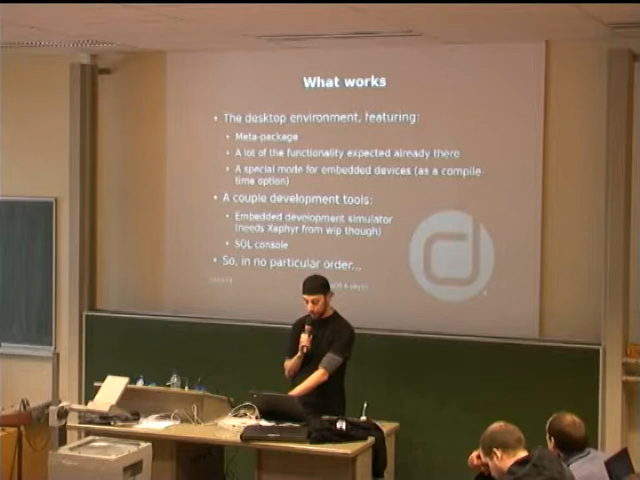 What works
• The desktop environment, featuring:
• Meta-package
• A lot of the functionality expected already there
• A special mode for embedded devices (as a compile-
time option)
• A couple development tools:
• Embedded development simulator
(needs Xephyr from wip though)
• SQL console
• So, in no particular order...